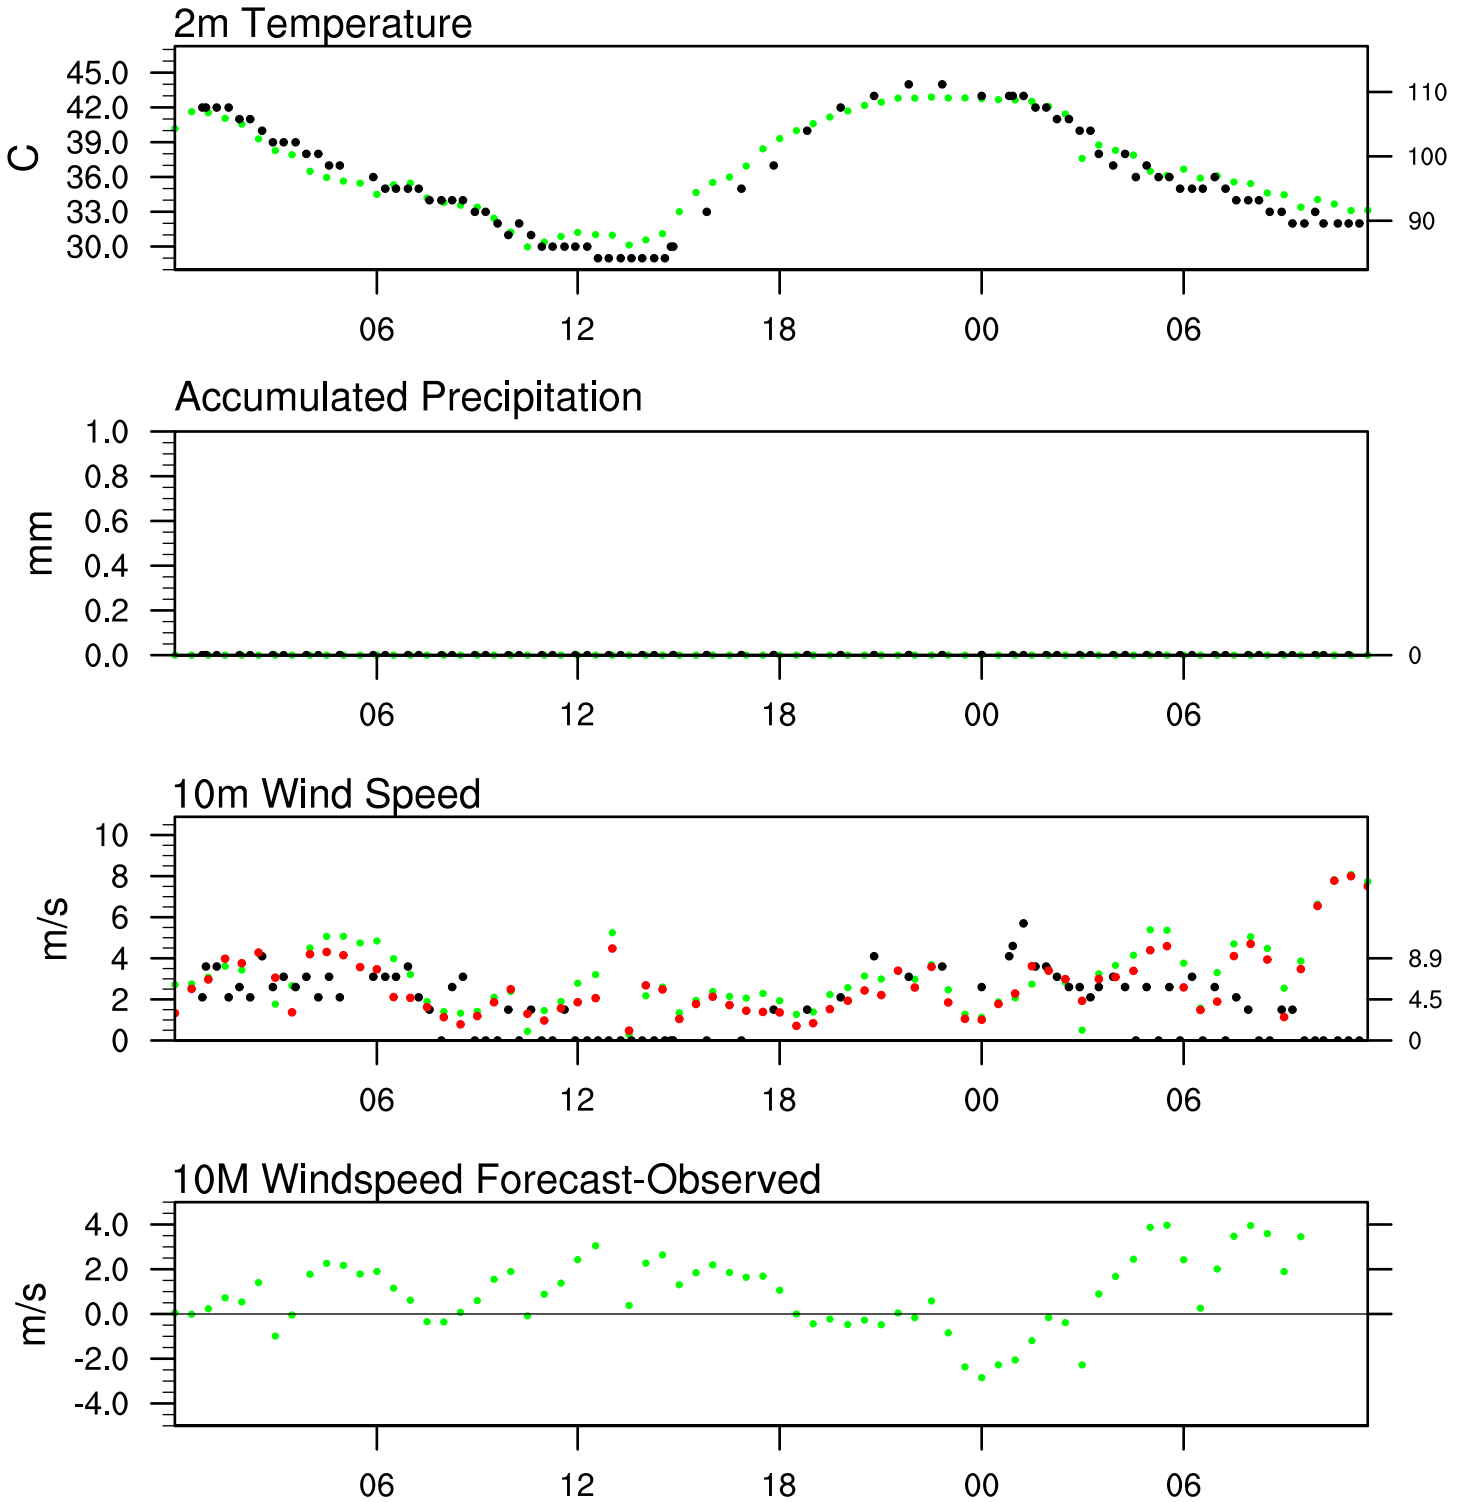 2m Temperature
45.0
42.0
39.0
36.0
33.0
30.0
C
110
100
90
06 12 18 00 06
Accumulated Precipitation
1.0
0.8
0.6
0.4
0.2
0.0
mm
0
06 12 18 00 06
10m Wind Speed
10
8
6
4
2
0
m/s
8.9
4.5
0
06 12 18 00 06
10M Windspeed Forecast-Observed
4.0
2.0
0.0
-2.0
-4.0
m/s
06 12 18 00 06